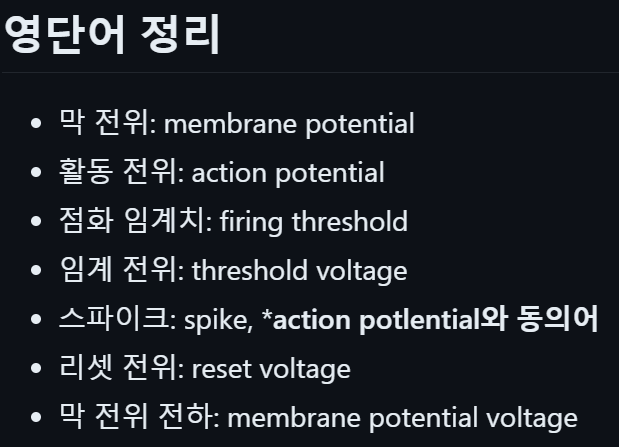 영단어 정리
• 막 전위: membrane potential
• 활동 전위: action potential
• 점화 임계치: firing threshold
• 임계 전위: threshold voltage
• 스파이크: spike, *action potlential와 동의어
• 리셋 전위: reset voltage
• 막 전위 전하: membrane potential voltage